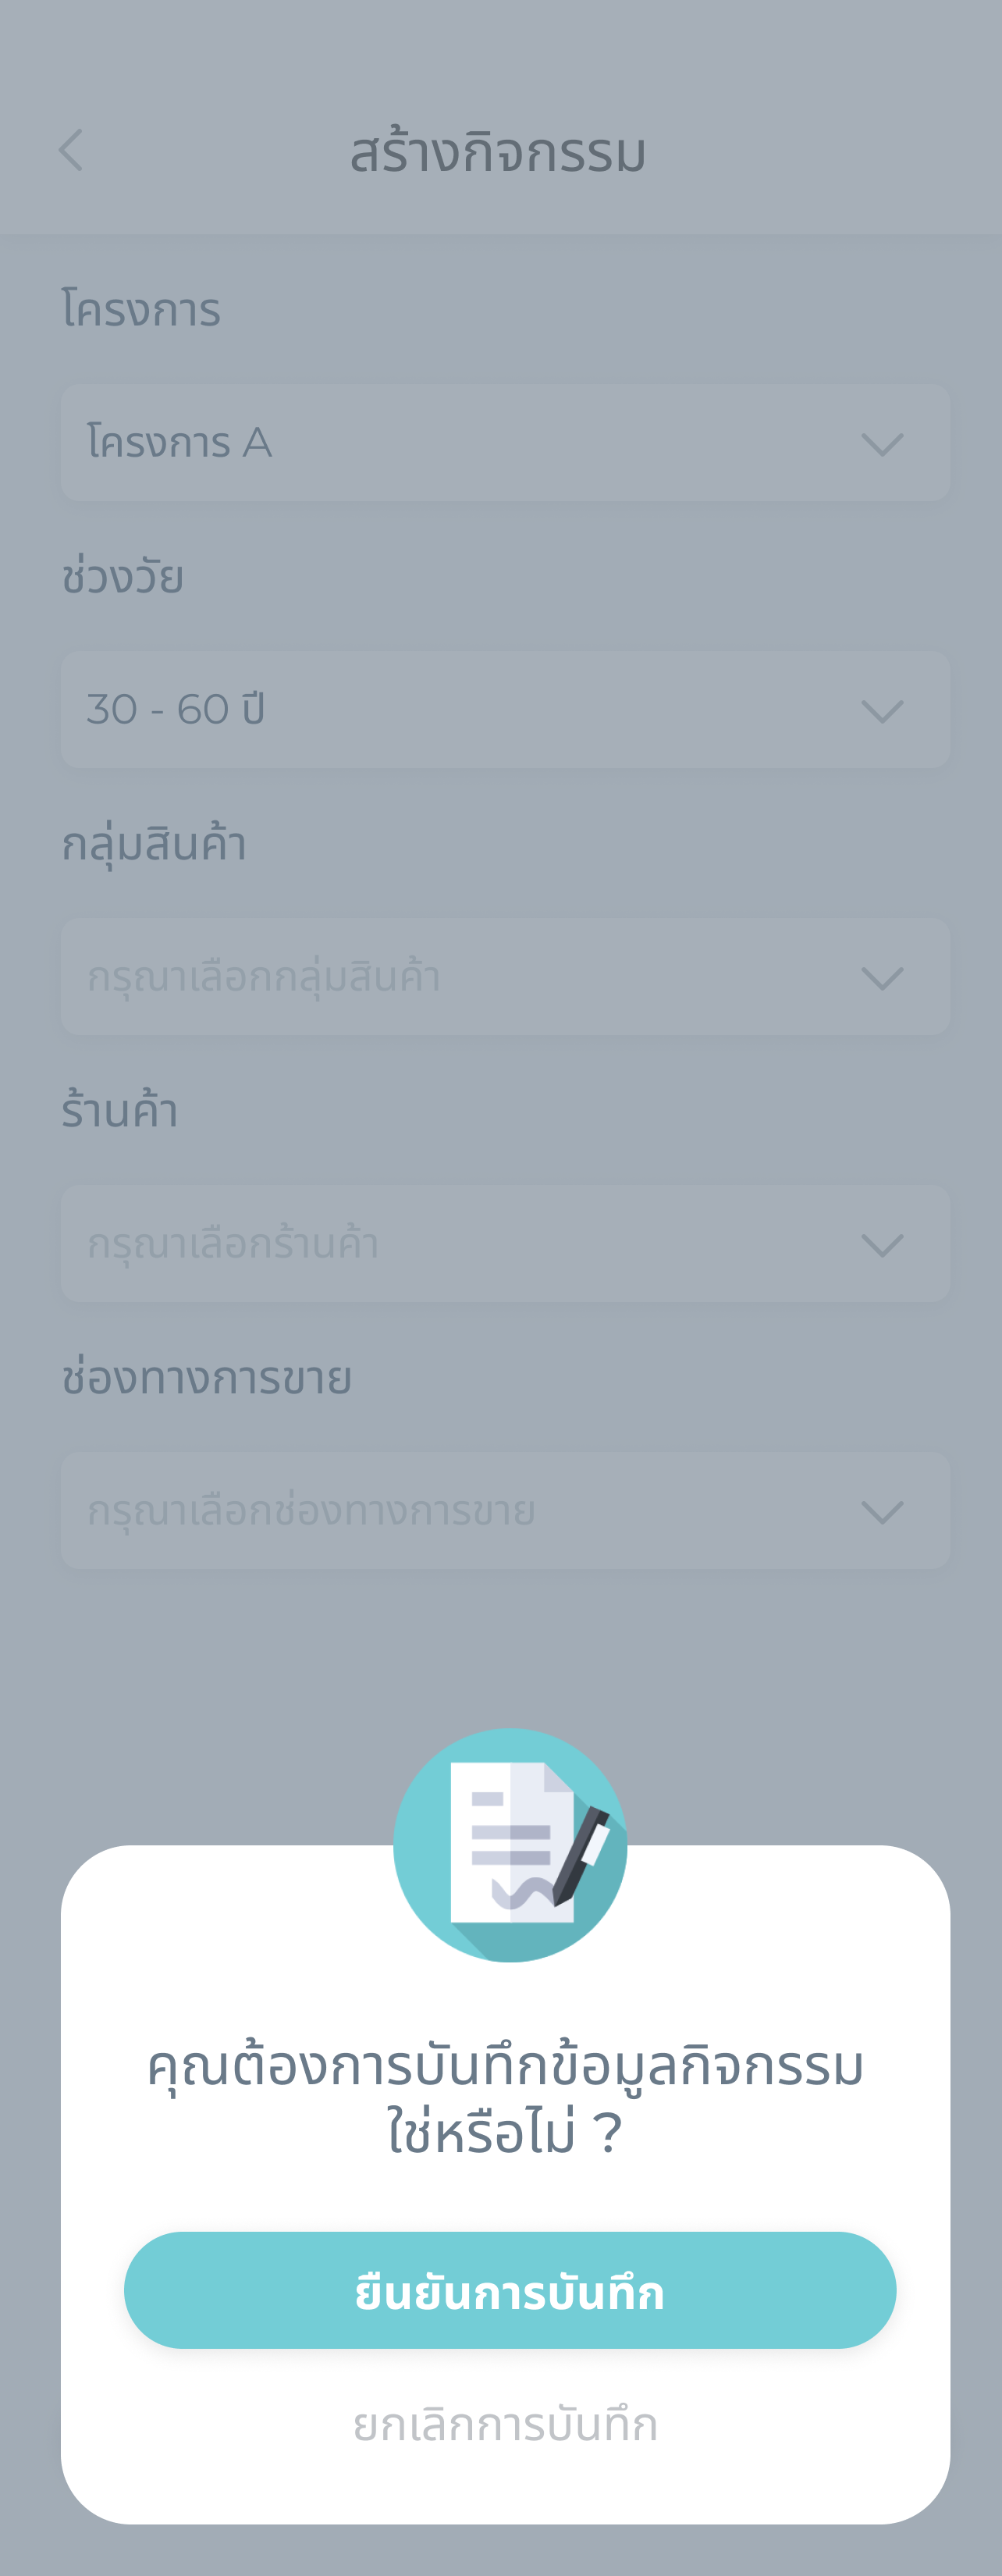 สร้างกิจกรรม
โครงการ
โครงการ A
ช่วงวัย
30 - 60 ปี
กลุ่มสินค้า
กรุณาเลือกกลุ่มสินค้า
ร้านค้า
กรุณาเลือกร้านค้า
ช่องทางการขาย
กรุณาเลือกช่องทางการขาย
คุณต้องการบันทึกข้อมูลกิจกรรม
ใช่หรือไม่ ?
ยืนยันการบันทึก
ยกเลิกการบันทึก